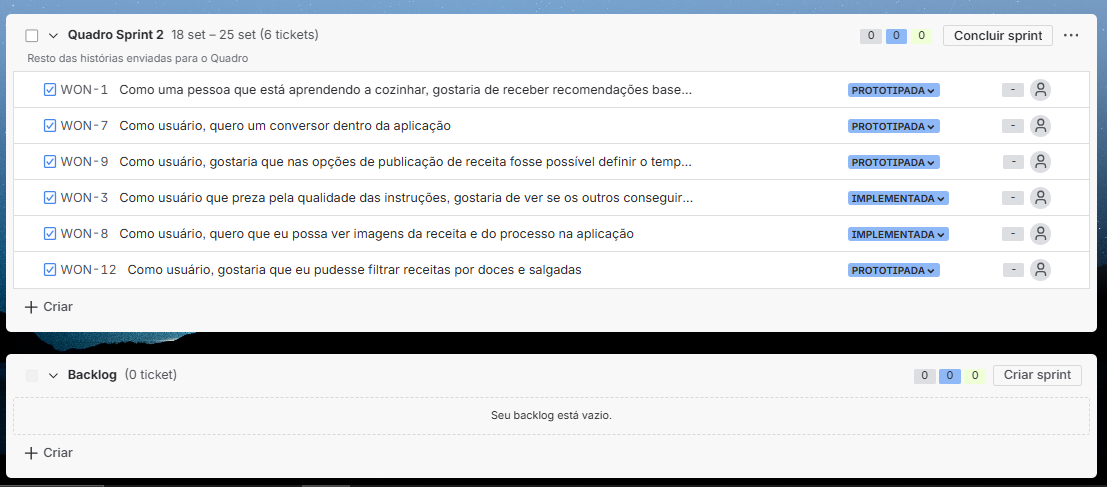 Quadro Sprint 2 18 set – 25 set (6 tickets) 0 0 0 Concluir sprint ···
Resto das histórias enviadas para o Quadro
WON-1 Como uma pessoa que está aprendendo a cozinhar, gostaria de receber recomendações base... PROTOTIPADA -
WON-7 Como usuário, quero um conversor dentro da aplicação PROTOTIPADA -
WON-9 Como usuário, gostaria que nas opções de publicação de receita fosse possível definir o temp... PROTOTIPADA -
WON-3 Como usuário que preza pela qualidade das instruções, gostaria de ver se os outros conseguir... IMPLEMENTADA -
WON-8 Como usuário, quero que eu possa ver imagens da receita e do processo na aplicação IMPLEMENTADA -
WON-12 Como usuário, gostaria que eu pudesse filtrar receitas por doces e salgadas PROTOTIPADA -
+ Criar
Backlog (0 ticket) 0 0 0 Criar sprint
Seu backlog está vazio.
+ Criar